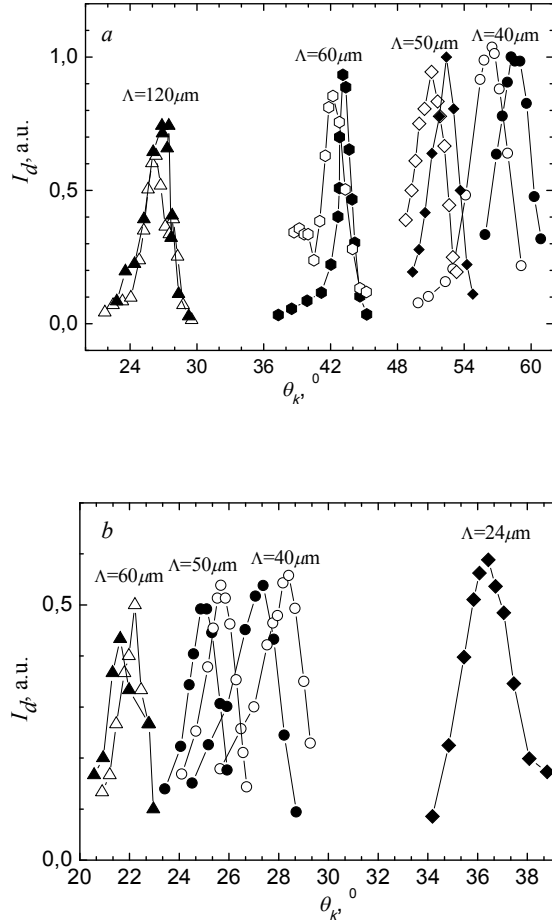 a
Λ=120μm
Λ=60μm
Λ=50μm
Λ=40μm
1,0
0,5
0,0
I_d, a.u.
24 30 36 42 48 54 60
θ_k, ⁰
b
Λ=24μm
Λ=60μm
Λ=50μm
Λ=40μm
0,5
0,0
I_d, a.u.
20 22 24 26 28 30 32 34 36 38
θ_k, ⁰